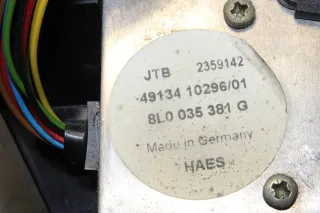 JTB 2359142
49134 10296/01
8L0 035 381 G
Made in Germany
HAES